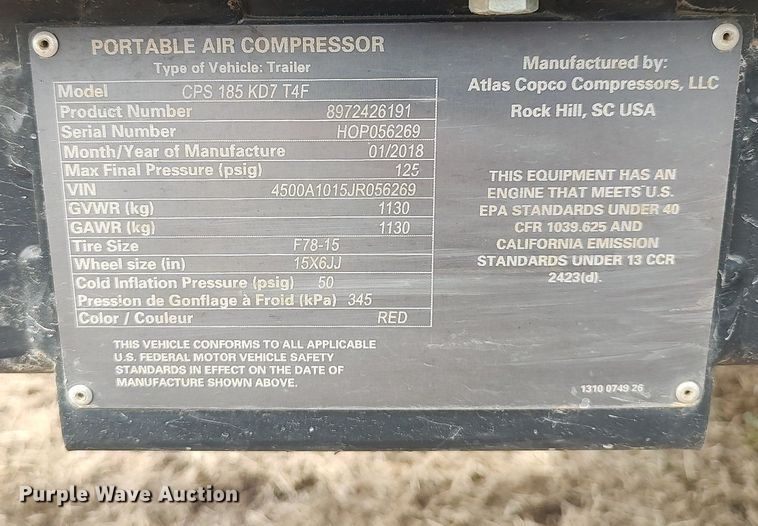 PORTABLE AIR COMPRESSOR
Type of Vehicle: Trailer
Model CPS 185 KD7 T4F
Product Number 8972426191
Serial Number HOP056269
Month/Year of Manufacture 01/2018
Max Final Pressure (psig) 125
VIN 4500A1015JR056269
GVWR (kg) 1130
GAWR (kg) 1130
Tire Size F78-15
Wheel size (in) 15X6JJ
Cold Inflation Pressure (psig) 50
Pression de Gonflage à Froid (kPa) 345
Color / Couleur RED
THIS VEHICLE CONFORMS TO ALL APPLICABLE
U.S. FEDERAL MOTOR VEHICLE SAFETY
STANDARDS IN EFFECT ON THE DATE OF
MANUFACTURE SHOWN ABOVE.
Manufactured by:
Atlas Copco Compressors, LLC
Rock Hill, SC USA
THIS EQUIPMENT HAS AN
ENGINE THAT MEETS U.S.
EPA STANDARDS UNDER 40
CFR 1039.625 AND
CALIFORNIA EMISSION
STANDARDS UNDER 13 CCR
2423(d).
1310 0749 26
Purple Wave Auction